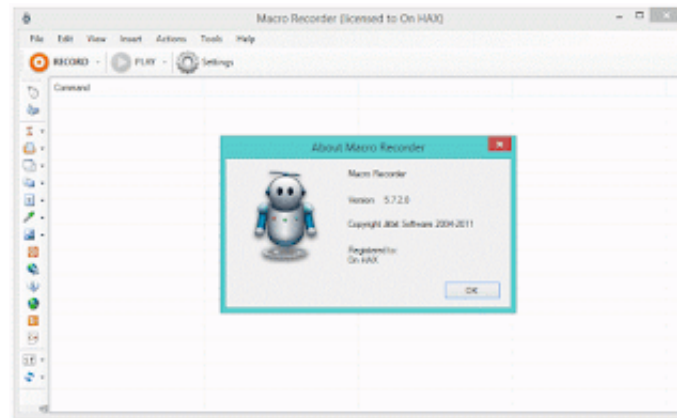 Macro Recorder (licensed to On HAX)
File Edit View Insert Actions Tools Help
RECORD PLAY Settings
Command
About Macro Recorder
Macro Recorder
Version 5.7.2.0
Copyright Jitbit Software 2004-2011
Registered to:
On HAX
OK